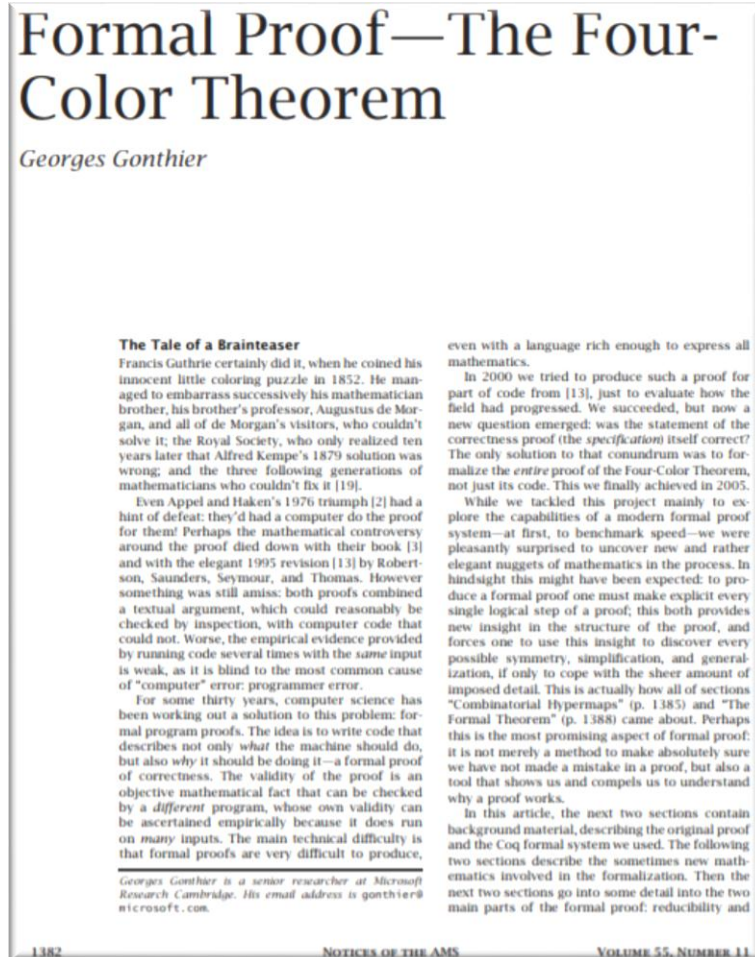 Formal Proof—The Four-
Color Theorem
Georges Gonthier
The Tale of a Brainteaser
Francis Guthrie certainly did it, when he coined his
innocent little coloring puzzle in 1852. He man-
aged to embarrass successively his mathematician
brother, his brother's professor, Augustus de Mor-
gan, and all of de Morgan's visitors, who couldn't
solve it; the Royal Society, who only realized ten
years later that Alfred Kempe's 1879 solution was
wrong; and the three following generations of
mathematicians who couldn't fix it [19].
Even Appel and Haken's 1976 triumph [2] had a
hint of defeat: they'd had a computer do the proof
for them! Perhaps the mathematical controversy
around the proof died down with their book [3]
and with the elegant 1995 revision [13] by Robert-
son, Saunders, Seymour, and Thomas. However
something was still amiss: both proofs combined
a textual argument, which could reasonably be
checked by inspection, with computer code that
could not. Worse, the empirical evidence provided
by running code several times with the same input
is weak, as it is blind to the most common cause
of "computer" error: programmer error.
For some thirty years, computer science has
been working out a solution to this problem: for-
mal program proofs. The idea is to write code that
describes not only what the machine should do,
but also why it should be doing it—a formal proof
of correctness. The validity of the proof is an
objective mathematical fact that can be checked
by a different program, whose own validity can
be ascertained empirically because it does run
on many inputs. The main technical difficulty is
that formal proofs are very difficult to produce,
Georges Gonthier is a senior researcher at Microsoft
Research Cambridge. His email address is gonthier@
microsoft.com.
even with a language rich enough to express all
mathematics.
In 2000 we tried to produce such a proof for
part of code from [13], just to evaluate how the
field had progressed. We succeeded, but now a
new question emerged: was the statement of the
correctness proof (the specification) itself correct?
The only solution to that conundrum was to for-
malize the entire proof of the Four-Color Theorem,
not just its code. This we finally achieved in 2005.
While we tackled this project mainly to ex-
plore the capabilities of a modern formal proof
system—at first, to benchmark speed—we were
pleasantly surprised to uncover new and rather
elegant nuggets of mathematics in the process. In
hindsight this might have been expected: to pro-
duce a formal proof one must make explicit every
single logical step of a proof; this both provides
new insight in the structure of the proof, and
forces one to use this insight to discover every
possible symmetry, simplification, and general-
ization, if only to cope with the sheer amount of
imposed detail. This is actually how all of sections
"Combinatorial Hypermaps" (p. 1385) and "The
Formal Theorem" (p. 1388) came about. Perhaps
this is the most promising aspect of formal proof:
it is not merely a method to make absolutely sure
we have not made a mistake in a proof, but also a
tool that shows us and compels us to understand
why a proof works.
In this article, the next two sections contain
background material, describing the original proof
and the Coq formal system we used. The following
two sections describe the sometimes new math-
ematics involved in the formalization. Then the
next two sections go into some detail into the two
main parts of the formal proof: reducibility and
1382 NOTICES OF THE AMS VOLUME 55, NUMBER 11